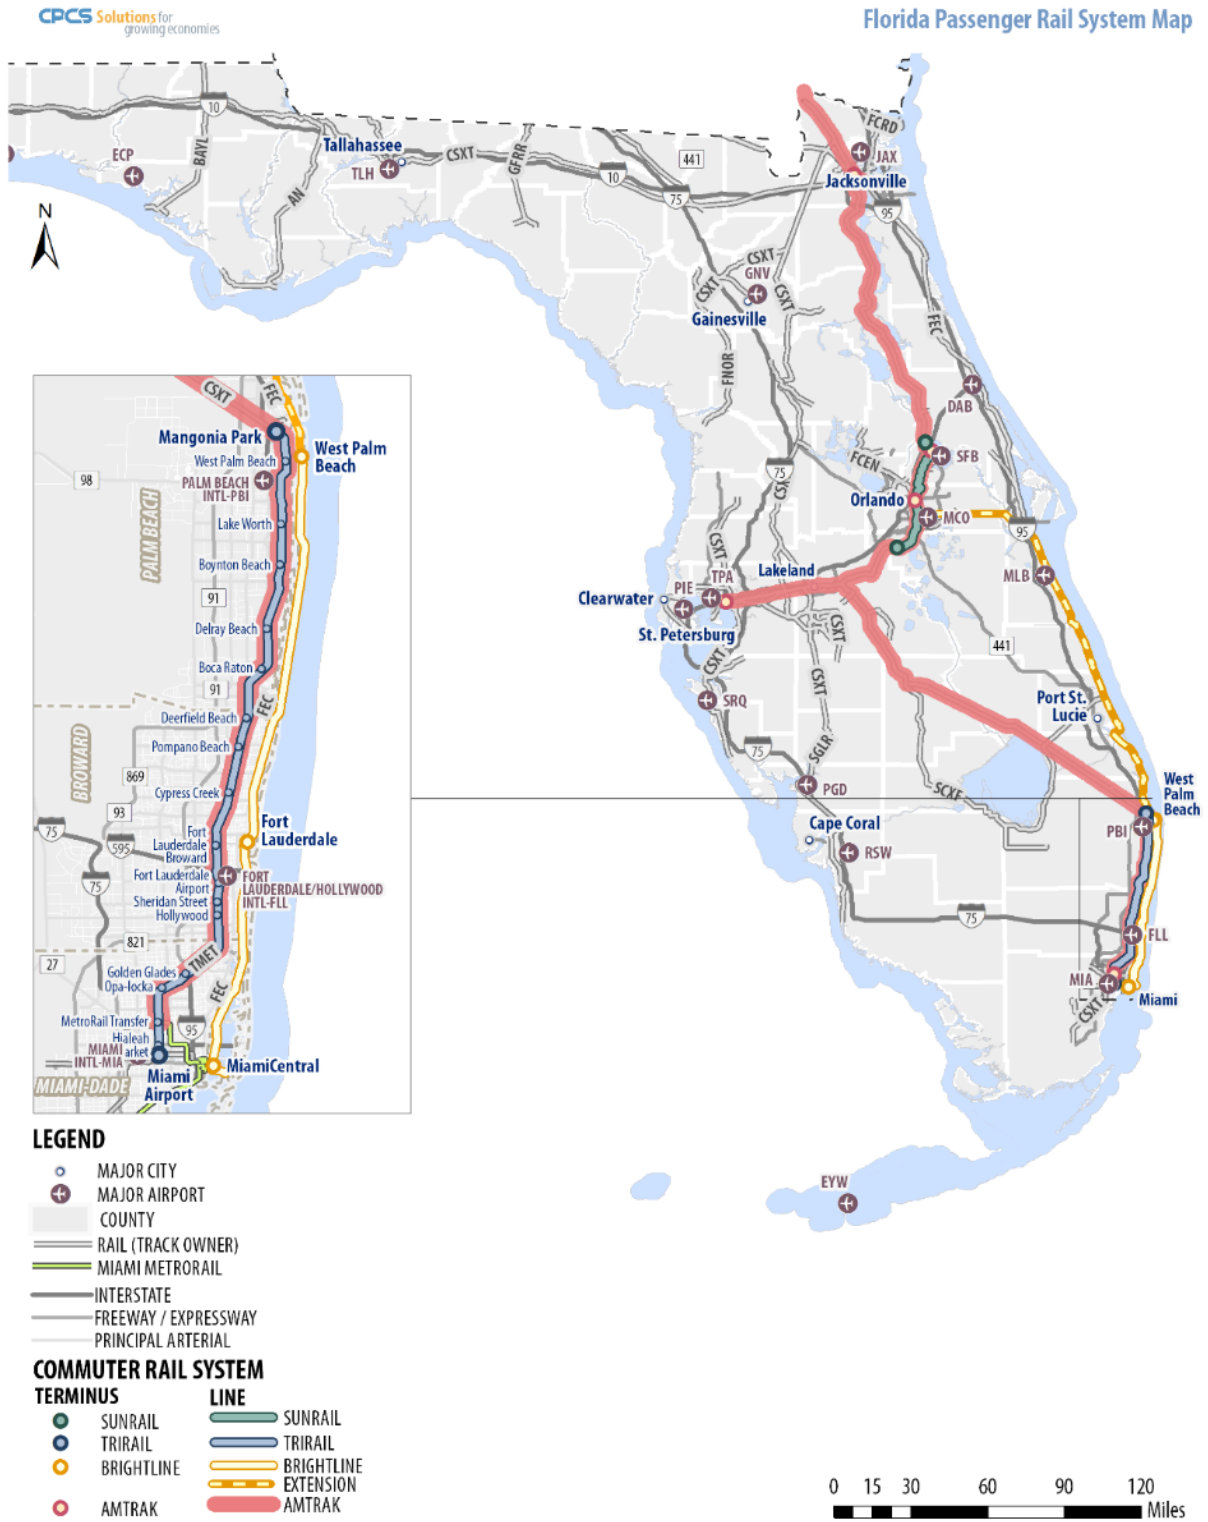 CPCS Solutions for
growing economies
Florida Passenger Rail System Map
10
FCRD
ECP
BAYL
Tallahassee
TLH
CSXT
GFRR
10
441
75
JAX
Jacksonville
95
AN
N
CSXT
GNV
CSXT
CSXT
Gainesville
FEC
FNOR
DAB
FCEN
SFB
75
CSX
Orlando
MCO
95
CSXT
TPA
PIE
Lakeland
MLB
Clearwater
St. Petersburg
CSXT
441
CSXT
CSXT
SRQ
Port St.
Lucie
75
SGLR
PGD
SCXF
West
Palm
Beach
PBI
Cape Coral
RSW
75
FLL
MIA
Miami
CSXT
EYW
CSXT
FEC
Mangonia Park
West Palm
Beach
West Palm Beach
PALM BEACH
INTL-PBI
98
PALM BEACH
Lake Worth
Boynton Beach
91
Delray Beach
Boca Raton
91
FEC
Deerfield Beach
BROWARD
Pompano Beach
869
Cypress Creek
93
75
595
Fort
Lauderdale
Fort
Lauderdale
Broward
75
Fort Lauderdale
Airport
FORT
LAUDERDALE/HOLLYWOOD
INTL-FLL
Sheridan Street
Hollywood
821
TMET
27
Golden Glades
Opa-locka
FEC
MetroRail Transfer
95
Hialeah
arket
MIAMI
INTL-MIA
MiamiCentral
Miami
Airport
MIAMI-DADE
LEGEND
MAJOR CITY
MAJOR AIRPORT
COUNTY
RAIL (TRACK OWNER)
MIAMI METRORAIL
INTERSTATE
FREEWAY / EXPRESSWAY
PRINCIPAL ARTERIAL
COMMUTER RAIL SYSTEM
TERMINUS
LINE
SUNRAIL
SUNRAIL
TRIRAIL
TRIRAIL
BRIGHTLINE
BRIGHTLINE
EXTENSION
AMTRAK
AMTRAK
0 15 30 60 90 120
Miles